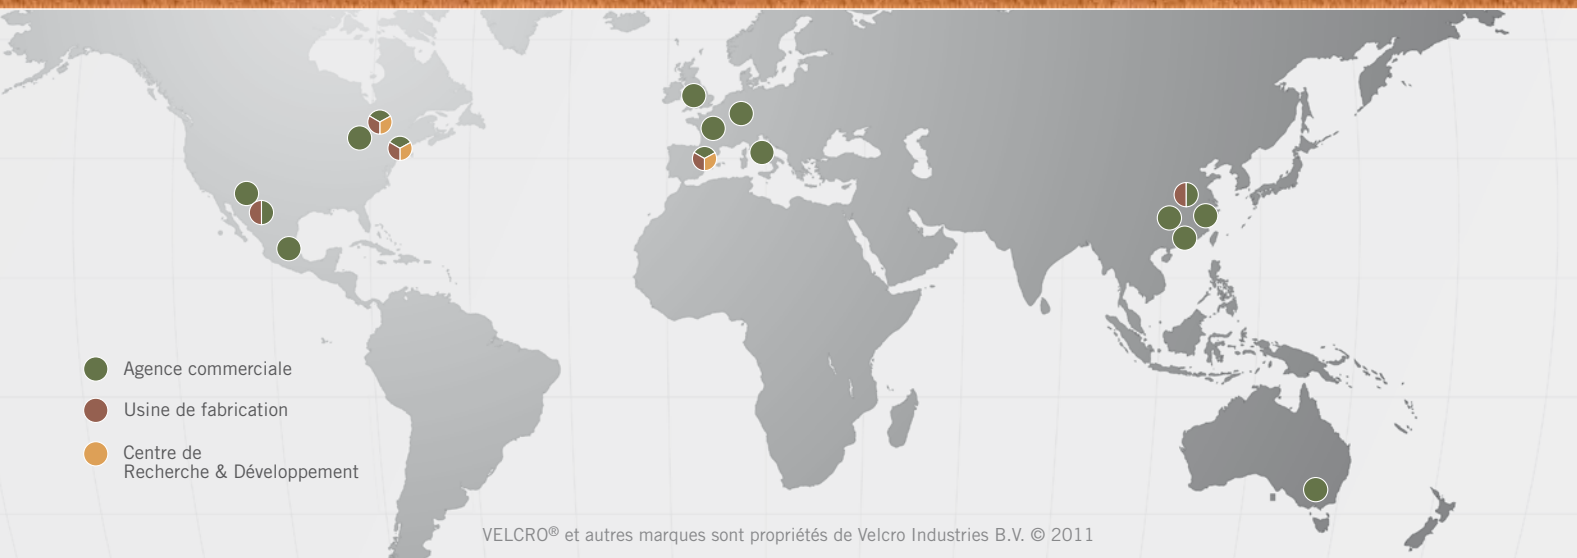 Agence commerciale
Usine de fabrication
Centre de
Recherche & Développement
VELCRO® et autres marques sont propriétés de Velcro Industries B.V. © 2011